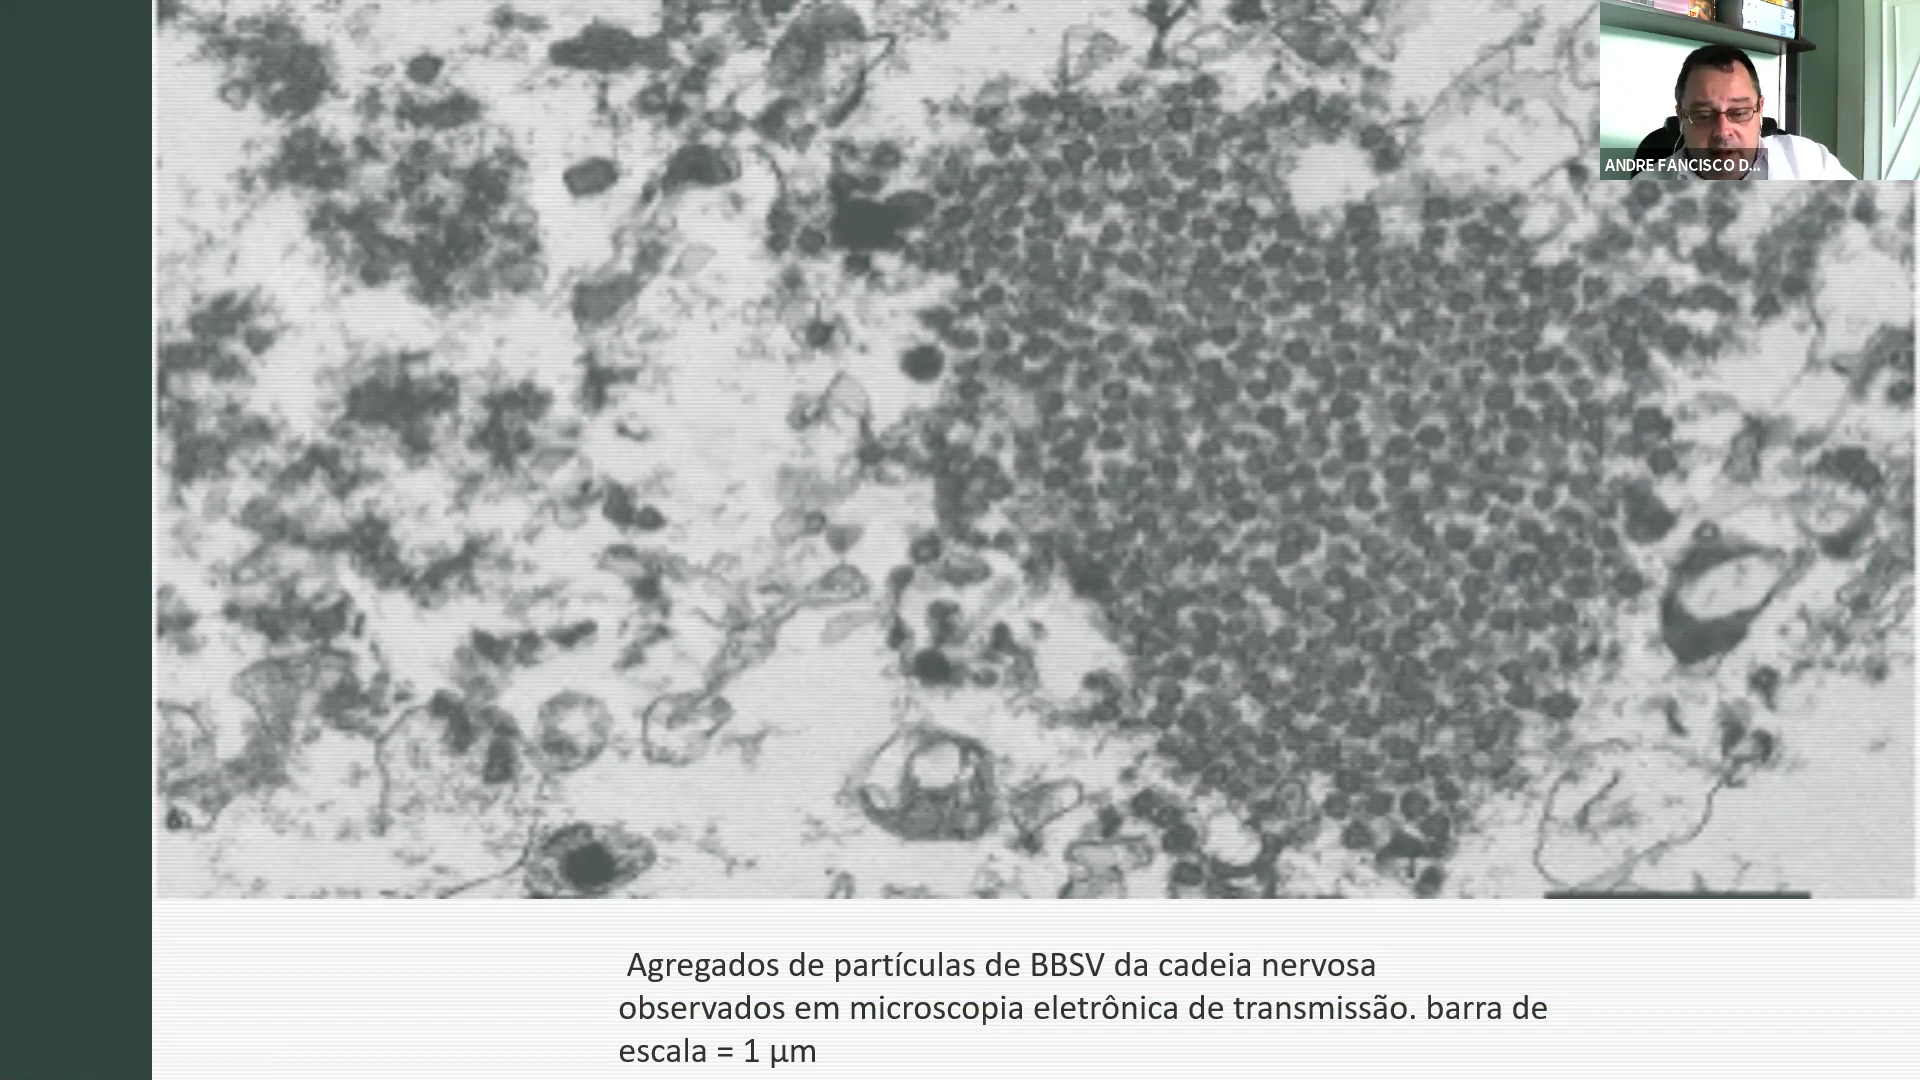 ANDRE FANCISCO D...
Agregados de partículas de BBSV da cadeia nervosa
observados em microscopia eletrônica de transmissão. barra de
escala = 1 µm